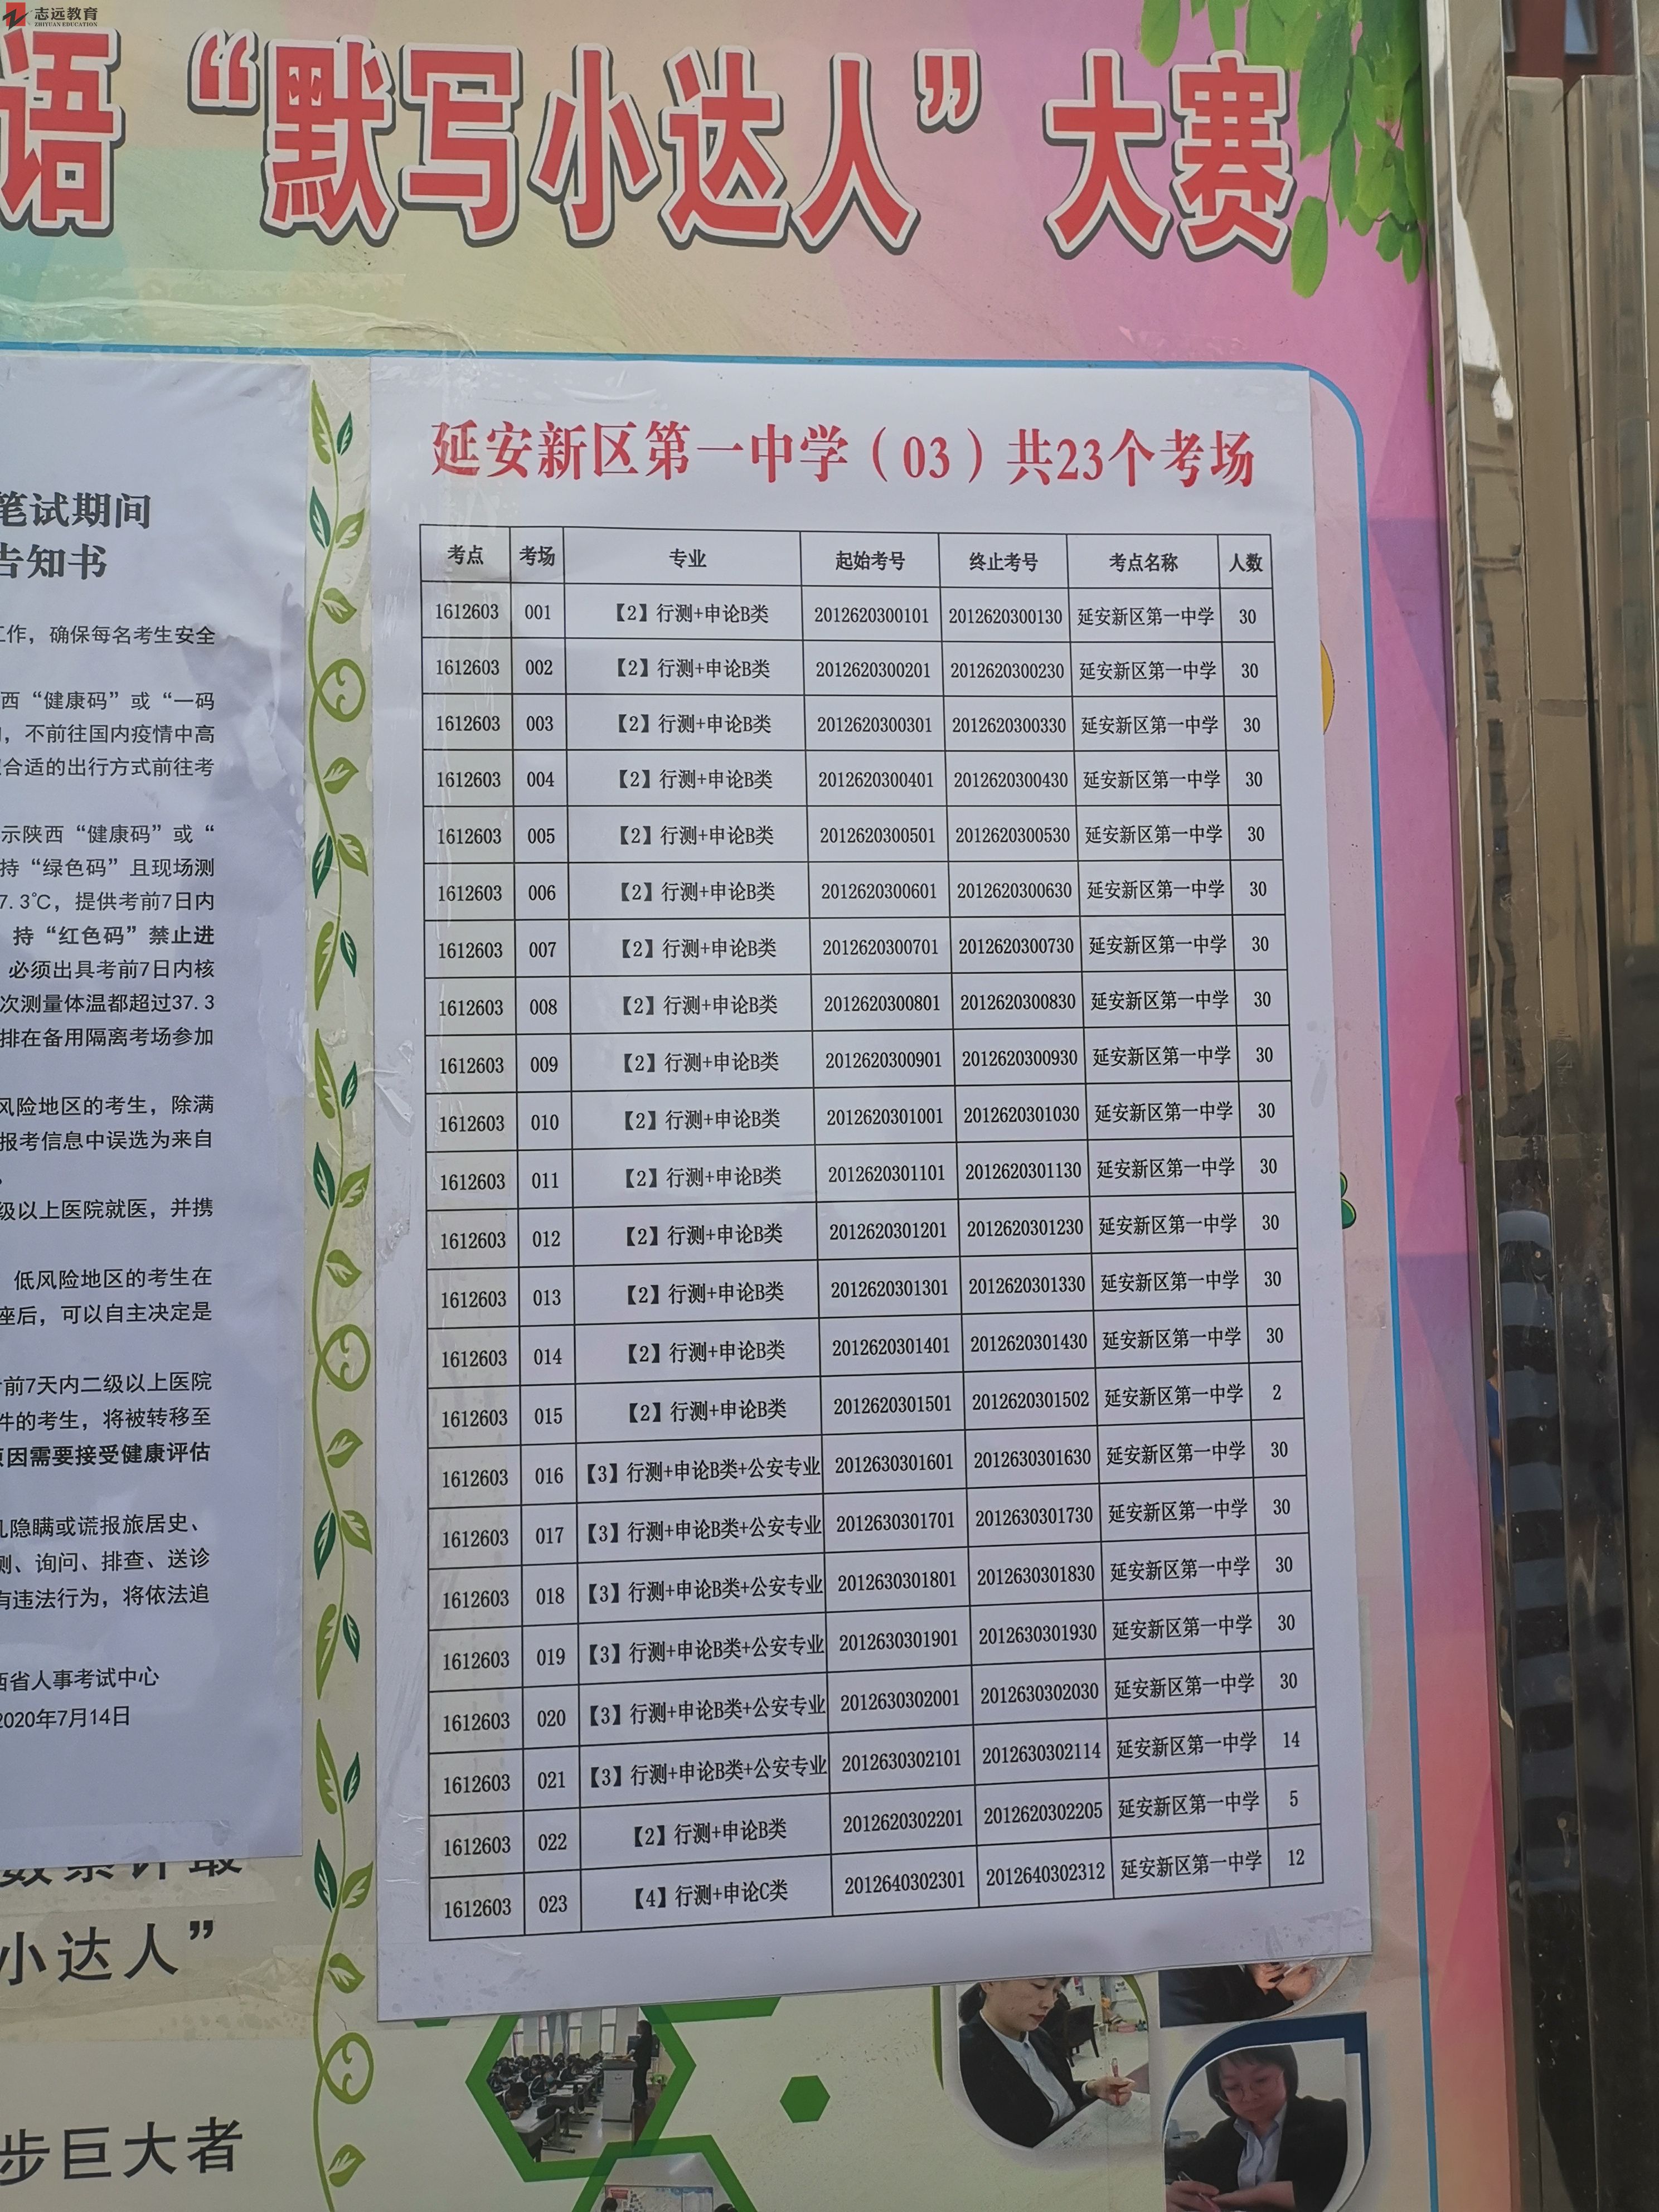 志远教育
ZHIYUAN EDUCATION
语“默写小达人”大赛
笔试期间
告知书
工作，确保每名考生安全
西“健康码”或“一码
，不前往国内疫情中高
合适的出行方式前往考
示陕西“健康码”或“
持“绿色码”且现场测
7.3℃，提供考前7日内
持“红色码”禁止进
必须出具考前7日内核
次测量体温都超过37.3
排在备用隔离考场参加
风险地区的考生，除满
报考信息中误选为来自
级以上医院就医，并携
低风险地区的考生在
座后，可以自主决定是
前7天内二级以上医院
件的考生，将被转移至
因需要接受健康评估
隐瞒或谎报旅居史、
测、询问、排查、送诊
有违法行为，将依法追
西省人事考试中心
2020年7月14日
小达人”
步巨大者
延安新区第一中学（03）共23个考场
考点 考场 专业 起始考号 终止考号 考点名称 人数
1612603 001 【2】行测+申论B类 2012620300101 2012620300130 延安新区第一中学 30
1612603 002 【2】行测+申论B类 2012620300201 2012620300230 延安新区第一中学 30
1612603 003 【2】行测+申论B类 2012620300301 2012620300330 延安新区第一中学 30
1612603 004 【2】行测+申论B类 2012620300401 2012620300430 延安新区第一中学 30
1612603 005 【2】行测+申论B类 2012620300501 2012620300530 延安新区第一中学 30
1612603 006 【2】行测+申论B类 2012620300601 2012620300630 延安新区第一中学 30
1612603 007 【2】行测+申论B类 2012620300701 2012620300730 延安新区第一中学 30
1612603 008 【2】行测+申论B类 2012620300801 2012620300830 延安新区第一中学 30
1612603 009 【2】行测+申论B类 2012620300901 2012620300930 延安新区第一中学 30
1612603 010 【2】行测+申论B类 2012620301001 2012620301030 延安新区第一中学 30
1612603 011 【2】行测+申论B类 2012620301101 2012620301130 延安新区第一中学 30
1612603 012 【2】行测+申论B类 2012620301201 2012620301230 延安新区第一中学 30
1612603 013 【2】行测+申论B类 2012620301301 2012620301330 延安新区第一中学 30
1612603 014 【2】行测+申论B类 2012620301401 2012620301430 延安新区第一中学 30
1612603 015 【2】行测+申论B类 2012620301501 2012620301502 延安新区第一中学 2
1612603 016 【3】行测+申论B类+公安专业 2012630301601 2012630301630 延安新区第一中学 30
1612603 017 【3】行测+申论B类+公安专业 2012630301701 2012630301730 延安新区第一中学 30
1612603 018 【3】行测+申论B类+公安专业 2012630301801 2012630301830 延安新区第一中学 30
1612603 019 【3】行测+申论B类+公安专业 2012630301901 2012630301930 延安新区第一中学 30
1612603 020 【3】行测+申论B类+公安专业 2012630302001 2012630302030 延安新区第一中学 30
1612603 021 【3】行测+申论B类+公安专业 2012630302101 2012630302114 延安新区第一中学 14
1612603 022 【2】行测+申论B类 2012620302201 2012620302205 延安新区第一中学 5
1612603 023 【4】行测+申论C类 2012640302301 2012640302312 延安新区第一中学 12